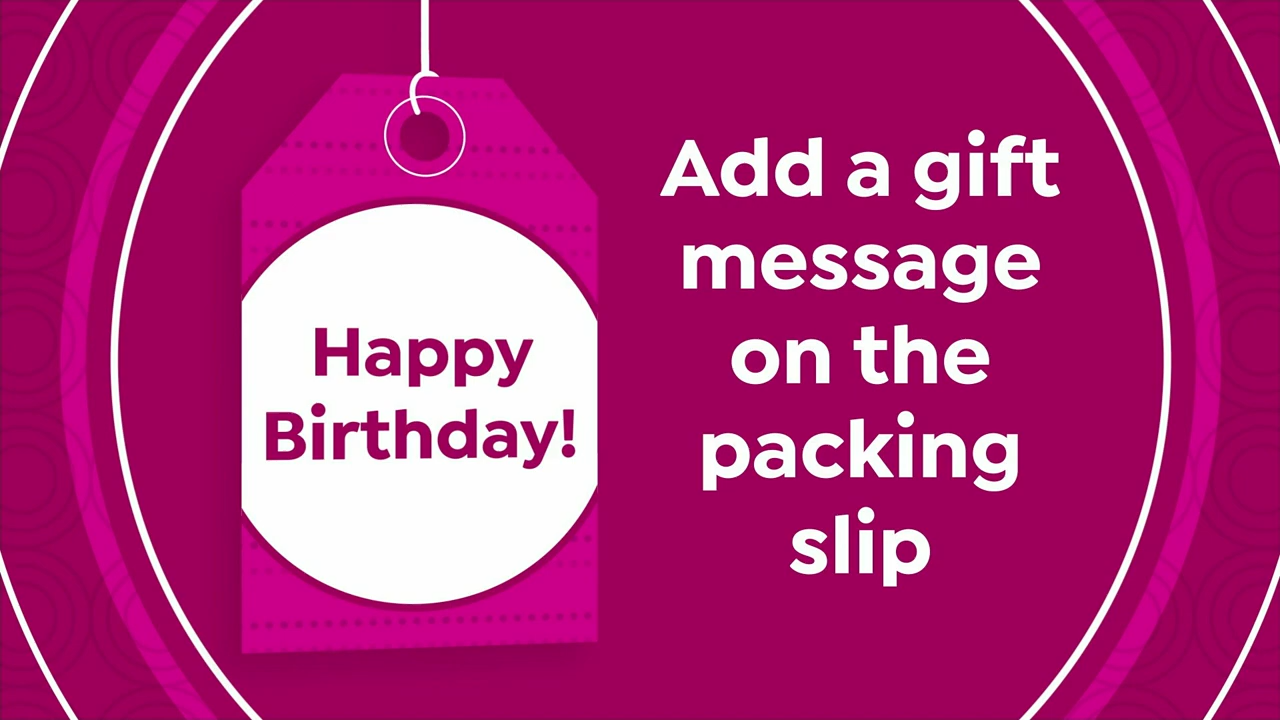 Happy
Birthday!
Add a gift
message
on the
packing
slip